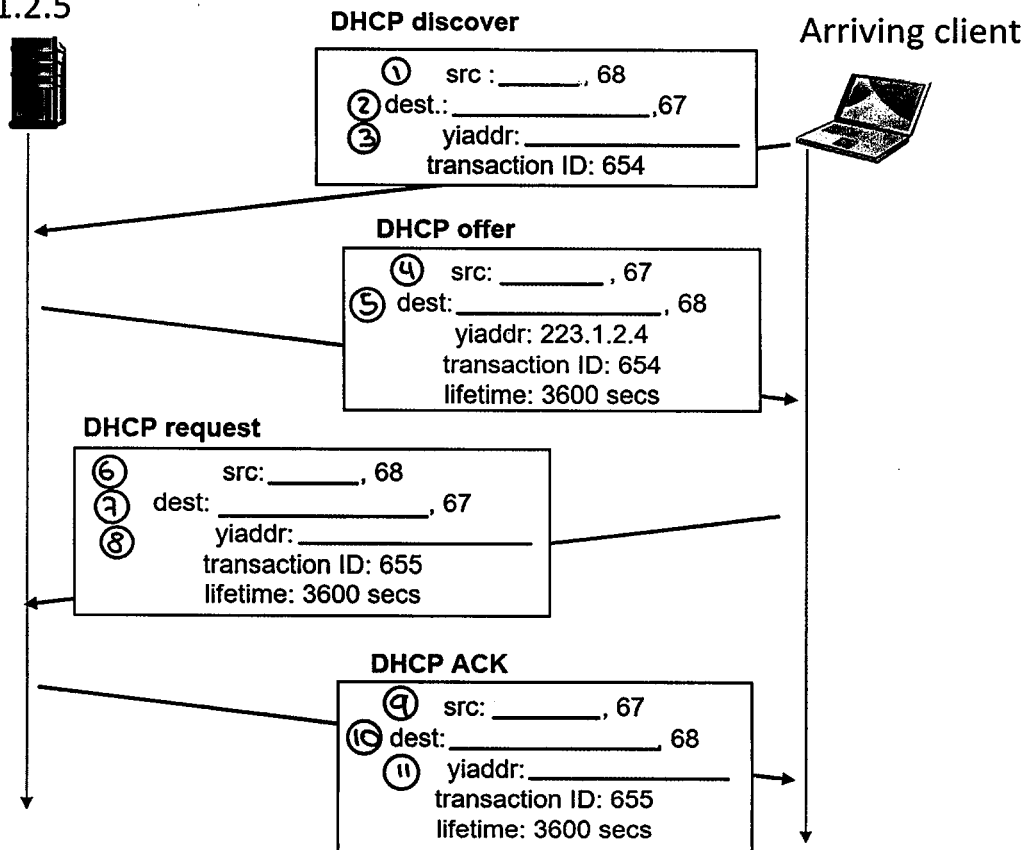 1.2.5
DHCP discover
Arriving client
① src : ______, 68
② dest.: ______________,67
③ yiaddr: ______________
transaction ID: 654
DHCP offer
④ src: ______ , 67
⑤ dest: ______________, 68
yiaddr: 223.1.2.4
transaction ID: 654
lifetime: 3600 secs
DHCP request
⑥ src: ______, 68
⑦ dest: ______________, 67
⑧ yiaddr: ______________
transaction ID: 655
lifetime: 3600 secs
DHCP ACK
⑨ src: ______, 67
⑩ dest: ______________, 68
⑪ yiaddr: ______________
transaction ID: 655
lifetime: 3600 secs